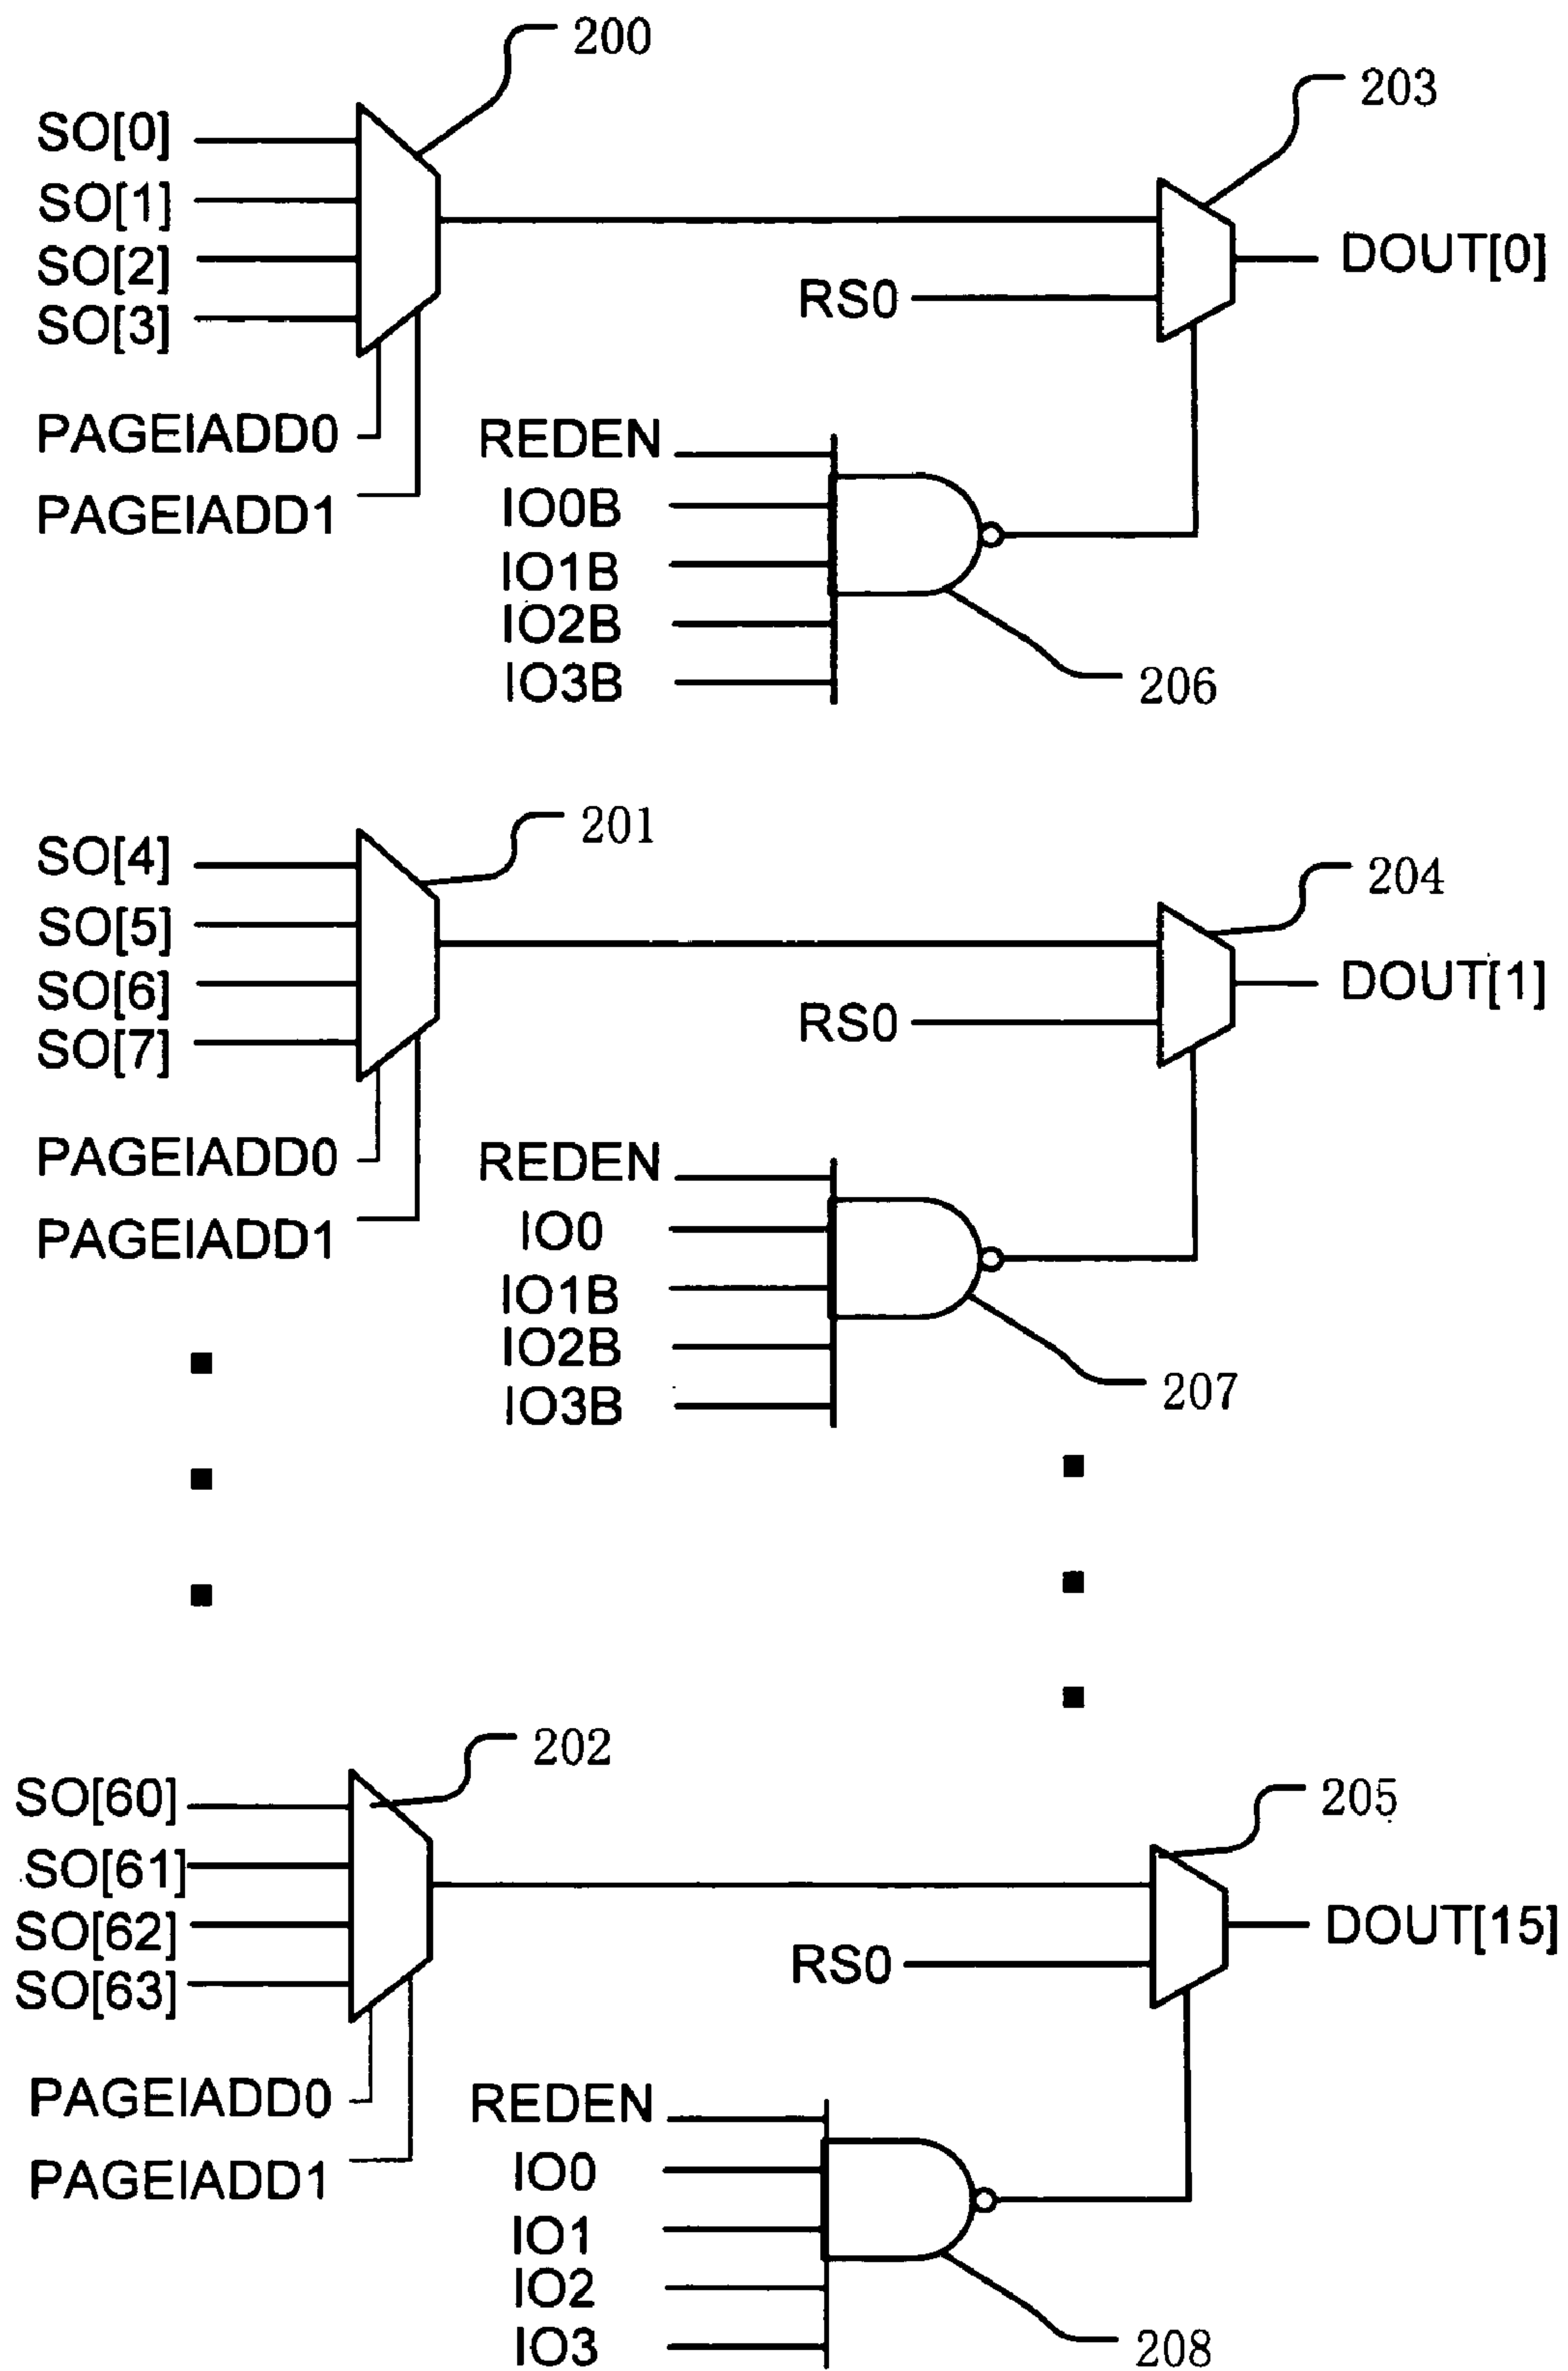 200
203
SO[0]
SO[1]
SO[2]
SO[3]
DOUT[0]
RS0
PAGEIADD0
PAGEIADD1
REDEN
IO0B
IO1B
IO2B
IO3B
206
201
204
SO[4]
SO[5]
SO[6]
SO[7]
DOUT[1]
RS0
PAGEIADD0
PAGEIADD1
REDEN
IO0
IO1B
IO2B
IO3B
207
202
205
SO[60]
SO[61]
SO[62]
SO[63]
DOUT[15]
RS0
PAGEIADD0
PAGEIADD1
REDEN
IO0
IO1
IO2
IO3
208